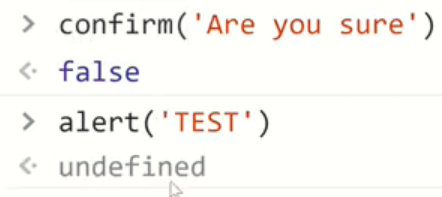 > confirm('Are you sure')
<· false
> alert('TEST')
<· undefined